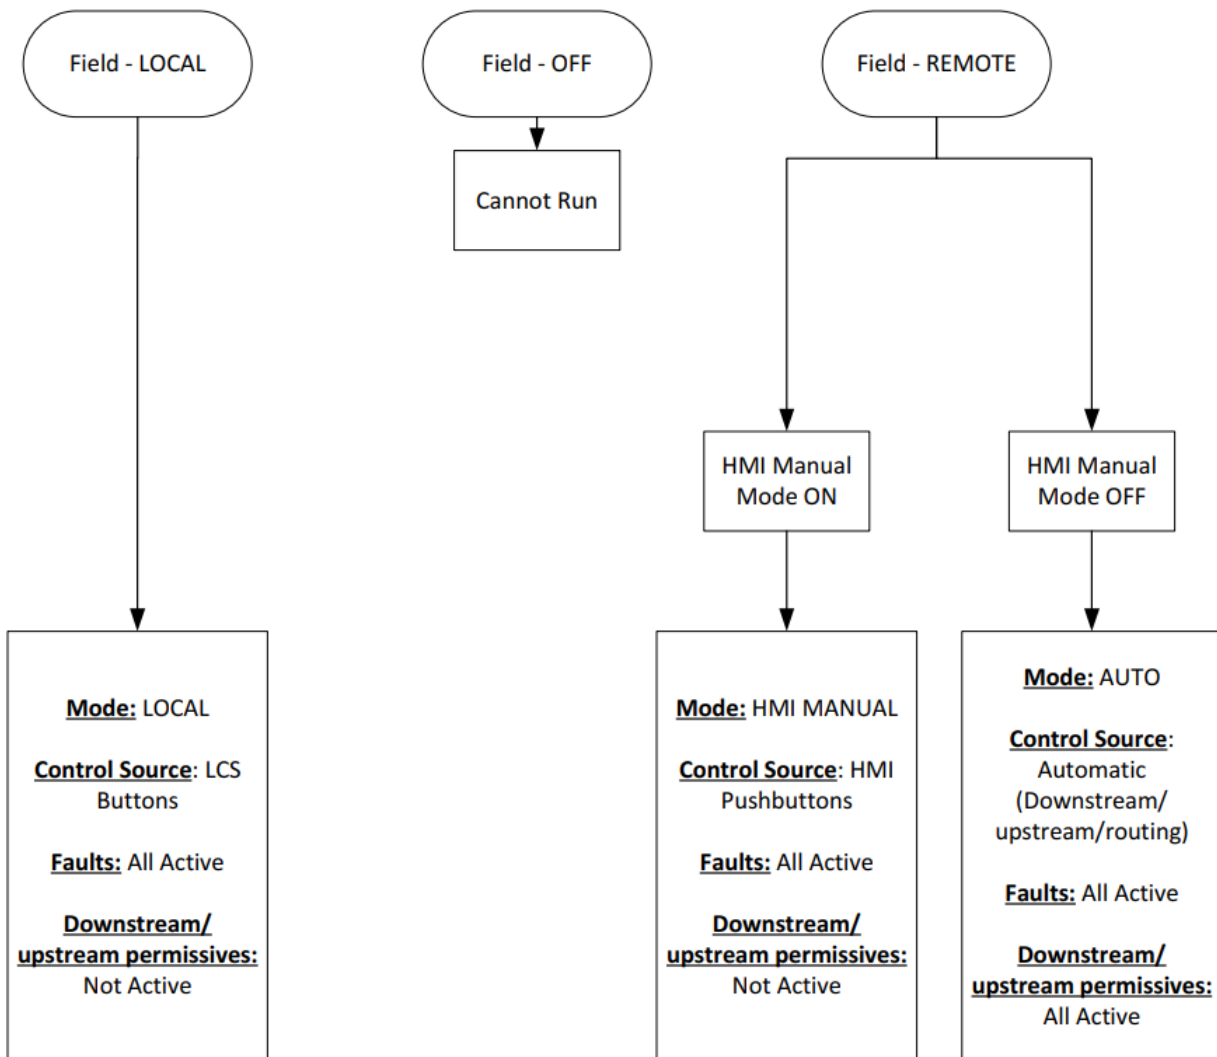 Field - LOCAL
Field - OFF
Field - REMOTE
Cannot Run
HMI Manual
Mode ON
HMI Manual
Mode OFF
Mode: LOCAL
Control Source: LCS
Buttons
Faults: All Active
Downstream/
upstream permissives:
Not Active
Mode: HMI MANUAL
Control Source: HMI
Pushbuttons
Faults: All Active
Downstream/
upstream permissives:
Not Active
Mode: AUTO
Control Source:
Automatic
(Downstream/
upstream/routing)
Faults: All Active
Downstream/
upstream permissives:
All Active